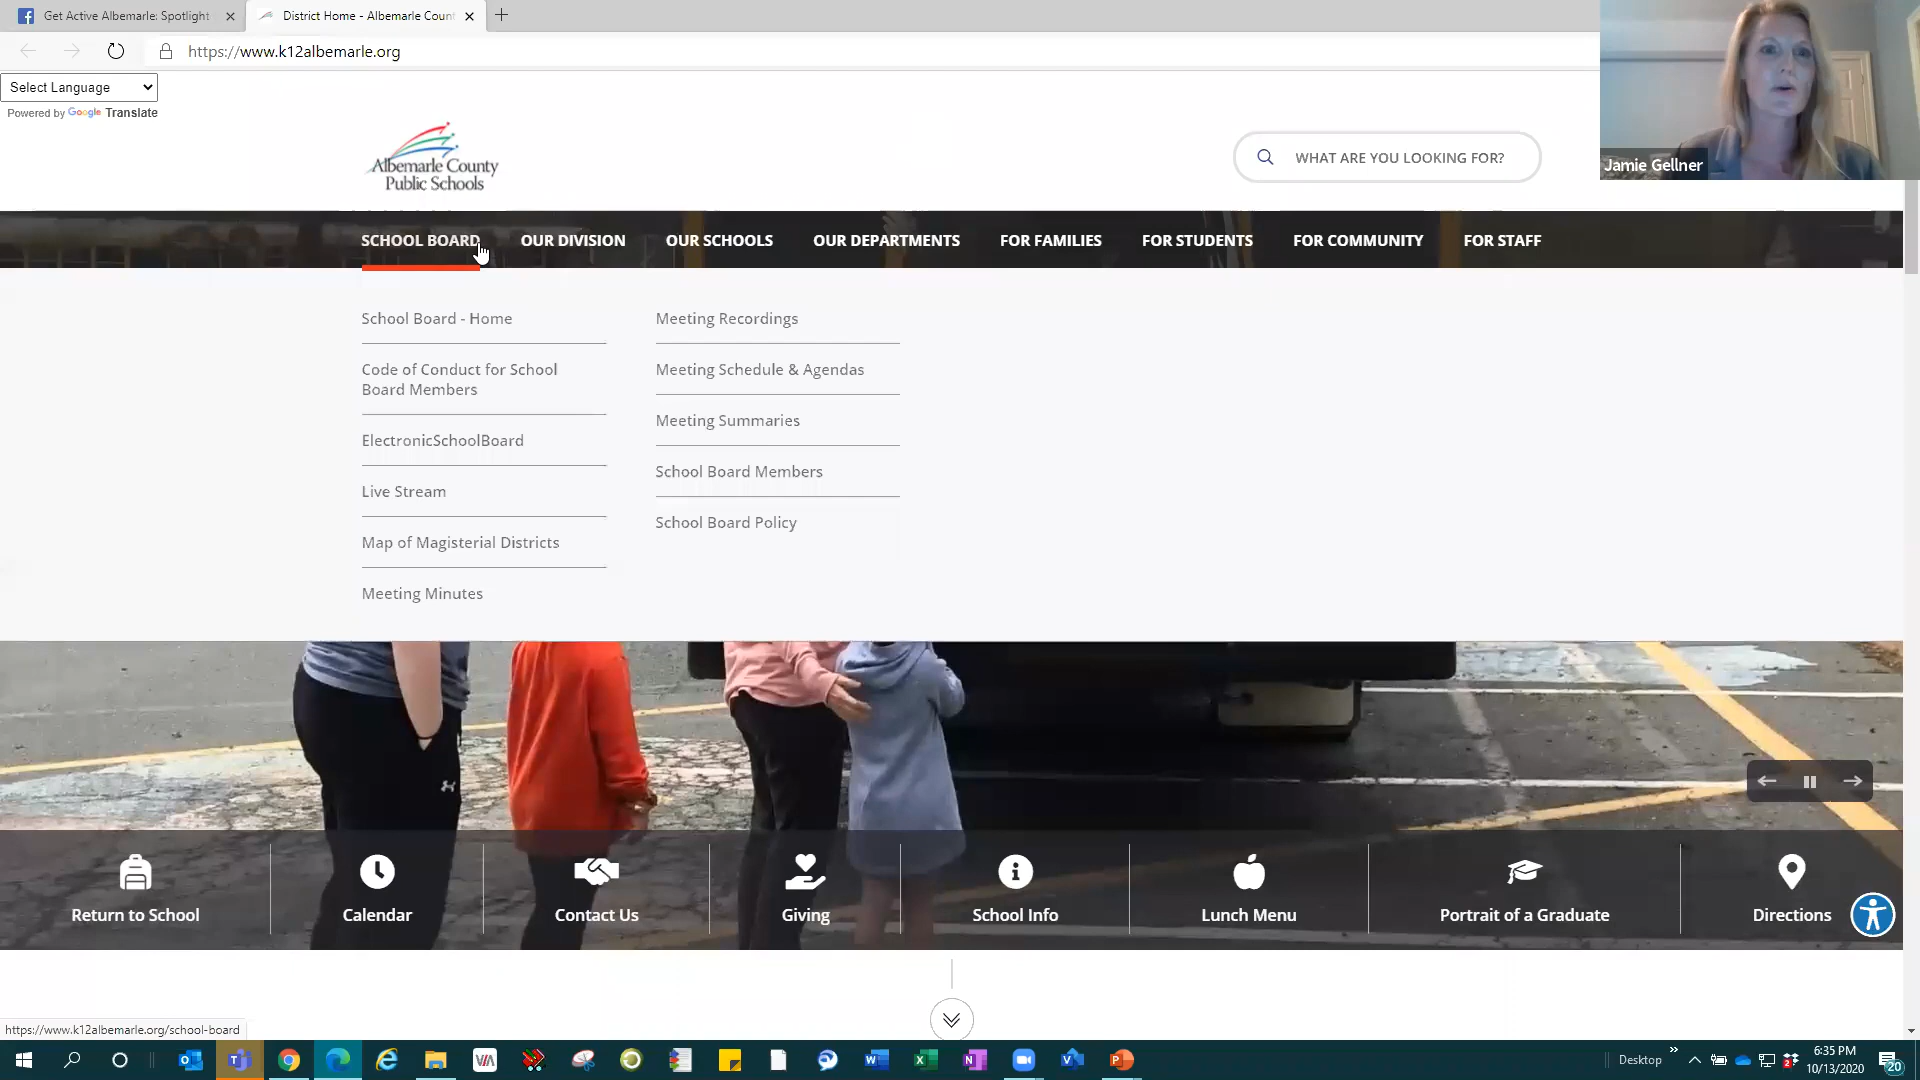 Get Active Albemarle: Spotlight
District Home - Albemarle Count
https://www.k12albemarle.org
Select Language
Powered by Google Translate
Albemarle County
Public Schools
WHAT ARE YOU LOOKING FOR?
Jamie Gellner
SCHOOL BOARD OUR DIVISION OUR SCHOOLS OUR DEPARTMENTS FOR FAMILIES FOR STUDENTS FOR COMMUNITY FOR STAFF
School Board - Home
Code of Conduct for School
Board Members
ElectronicSchoolBoard
Live Stream
Map of Magisterial Districts
Meeting Minutes
Meeting Recordings
Meeting Schedule & Agendas
Meeting Summaries
School Board Members
School Board Policy
Return to School
Calendar
Contact Us
Giving
School Info
Lunch Menu
Portrait of a Graduate
Directions
https://www.k12albemarle.org/school-board
Desktop
6:35 PM
10/13/2020
20